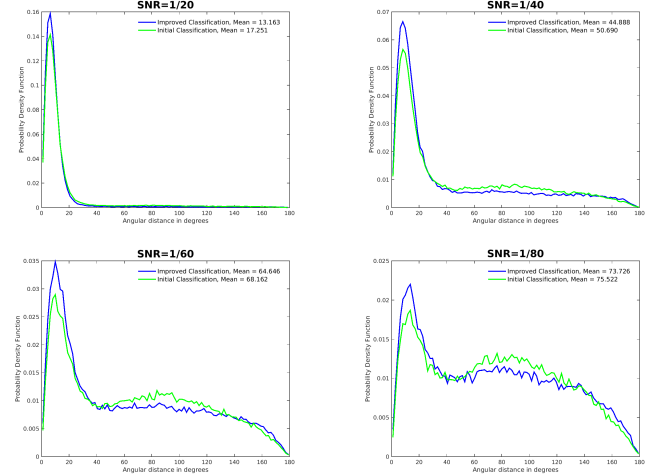 SNR=1/20
0.16
0.14
0.12
0.1
0.08
0.06
0.04
0.02
0
Probability Density Function
Improved Classification, Mean = 13.163
Initial Classification, Mean = 17.251
0 20 40 60 80 100 120 140 160 180
Angular distance in degrees
SNR=1/40
0.07
0.06
0.05
0.04
0.03
0.02
0.01
0
Probability Density Function
Improved Classification, Mean = 44.888
Initial Classification, Mean = 50.690
0 20 40 60 80 100 120 140 160 180
Angular distance in degrees
SNR=1/60
0.035
0.03
0.025
0.02
0.015
0.01
0.005
0
Probability Density Function
Improved Classification, Mean = 64.646
Initial Classification, Mean = 68.162
0 20 40 60 80 100 120 140 160 180
Angular distance in degrees
SNR=1/80
0.025
0.02
0.015
0.01
0.005
0
Probability Density Function
Improved Classification, Mean = 73.726
Initial Classification, Mean = 75.522
0 20 40 60 80 100 120 140 160 180
Angular distance in degrees